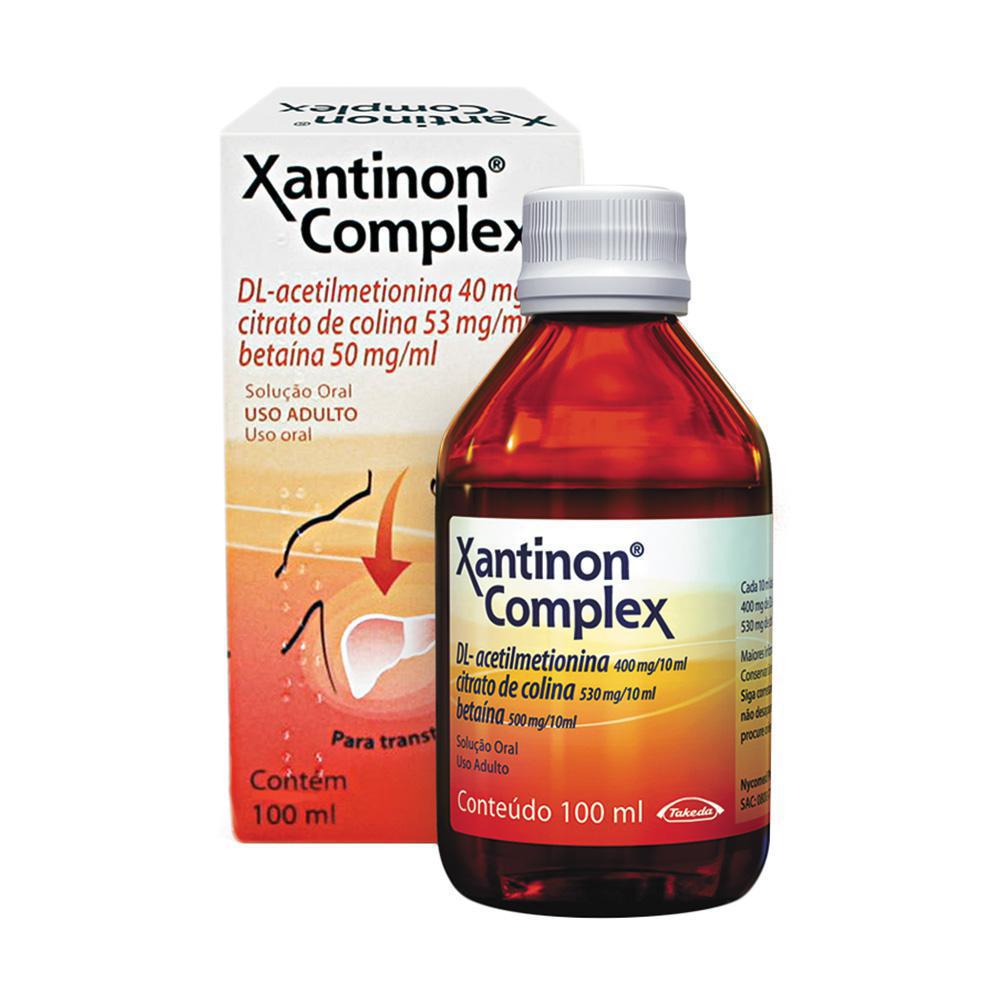 Xantinon®
Complex
Xantinon®
Complex
DL-acetilmetionina 40
citrato de colina 53 mg/ml
betaína 50 mg/ml
Solução Oral
USO ADULTO
Uso oral
Para
Contém
100 ml
Xantinon®
Complex
DL-acetilmetionina 400 mg/10 ml
citrato de colina 530 mg/10 ml
betaína 500 mg/10ml
Solução Oral
Uso Adulto
Conteúdo 100 ml
Takeda
Cada 10 ml
400 mg de
530 mg de
Maiores
Conservar
Siga
não
procure o
Nycomed
SAC: